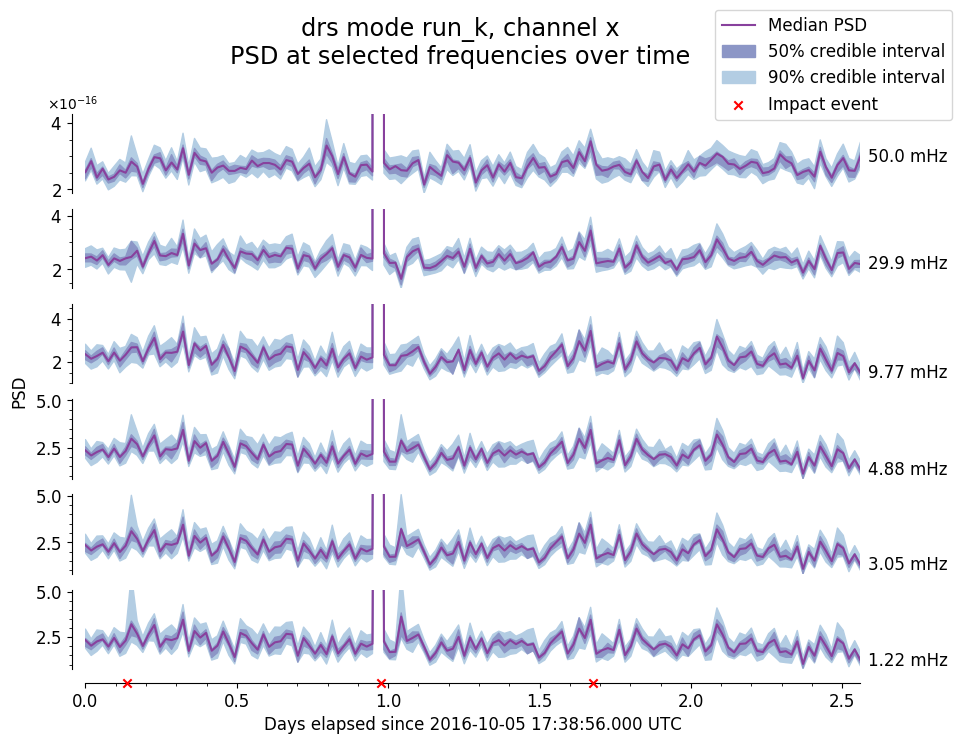 drs mode run_k, channel x
PSD at selected frequencies over time
Median PSD
50% credible interval
90% credible interval
Impact event
×10⁻¹⁶
4
2
50.0 mHz
4
2
29.9 mHz
4
2
9.77 mHz
PSD
5.0
2.5
4.88 mHz
5.0
2.5
3.05 mHz
5.0
2.5
1.22 mHz
0.0 0.5 1.0 1.5 2.0 2.5
Days elapsed since 2016-10-05 17:38:56.000 UTC